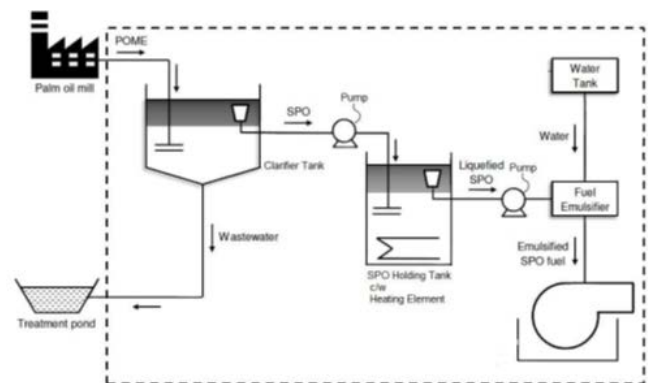 POME
Palm oil mill
SPO
Pump
Clarifier Tank
Water
Tank
Water
Liquefied
SPO
Pump
Fuel
Emulsifier
Wastewater
SPO Holding Tank
c/w
Heating Element
Emulsified
SPO fuel
Treatment pond